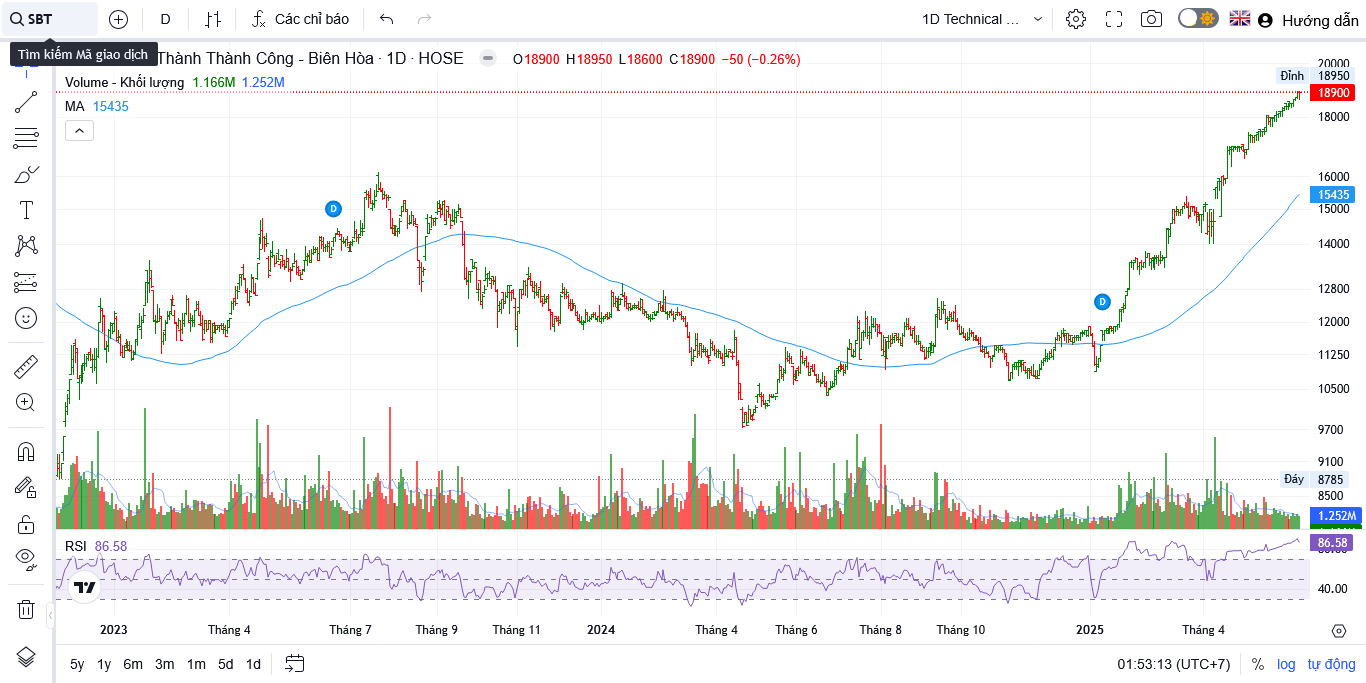 SBT
D
Các chỉ báo
1D Technical ...
Hướng dẫn
Tìm kiếm Mã giao dịch
Thành Thành Công - Biên Hòa · 1D · HOSE
O18900 H18950 L18600 C18900 −50 (−0.26%)
Volume - Khối lượng 1.166M 1.252M
MA 15435
20000
Đỉnh 18950
18900
18000
16000
15435
15000
14000
12800
12000
11250
10500
9700
9100
Đáy 8785
8500
1.252M
D
D
RSI 86.58
86.58
40.00
2023
Tháng 4
Tháng 7
Tháng 9
Tháng 11
2024
Tháng 4
Tháng 6
Tháng 8
Tháng 10
2025
Tháng 4
5y 1y 6m 3m 1m 5d 1d
01:53:13 (UTC+7)
% log tự động